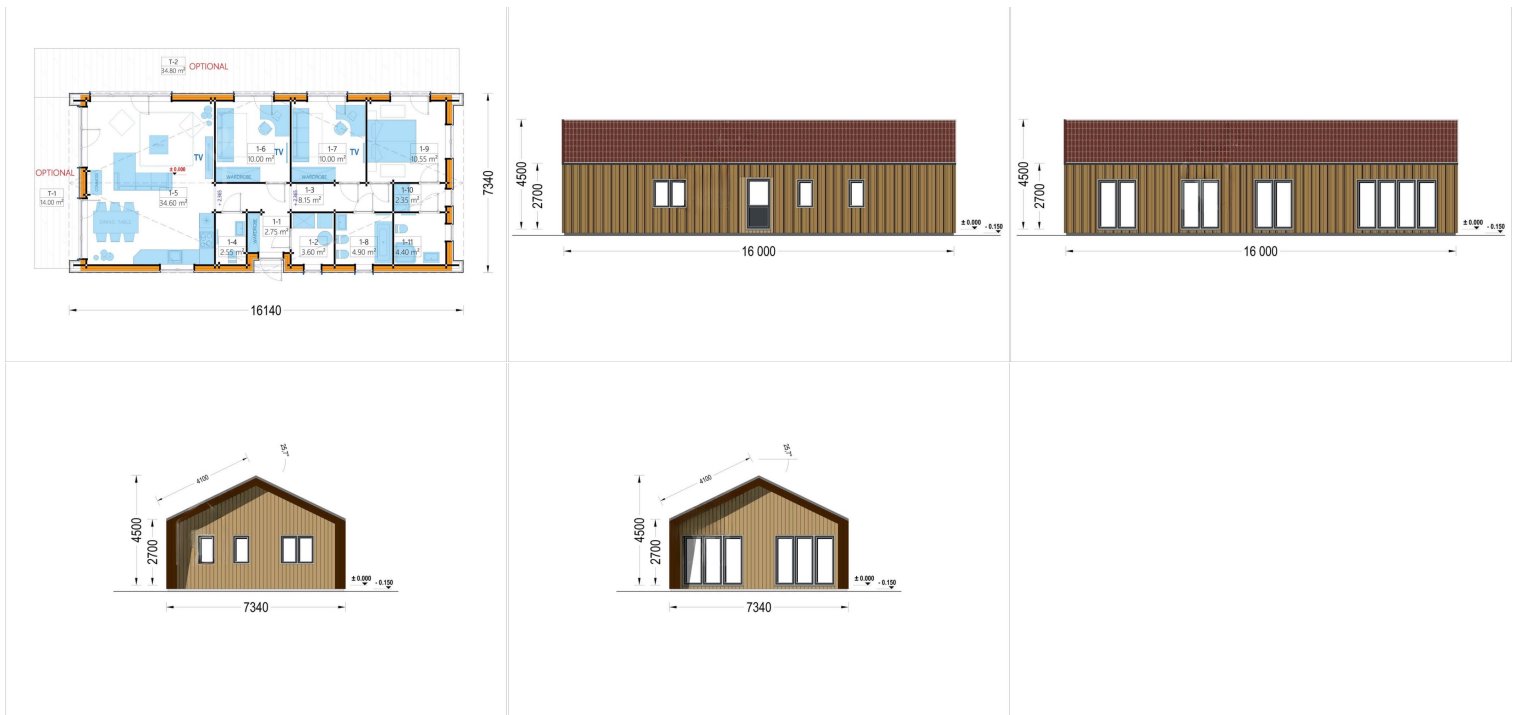 T-2
34.80 m²
OPTIONAL
OPTIONAL
T-1
14.00 m²
TV
± 0.000
1-5
34.60 m²
1-6
10.00 m²
TV
WARDROBE
1-7
10.00 m²
TV
WARDROBE
1-9
10.55 m²
1-3
8.15 m²
1-10
2.35 m²
1-1
2.75 m²
WARDROBE
1-4
2.55 m²
1-2
3.60 m²
1-8
4.90 m²
1-11
4.40 m²
7340
16140
4500
2700
± 0.000
- 0.150
16 000
4500
2700
± 0.000
- 0.150
16 000
25,7°
4100
4500
2700
± 0.000
- 0.150
7340
25,7°
4100
4500
2700
± 0.000
- 0.150
7340